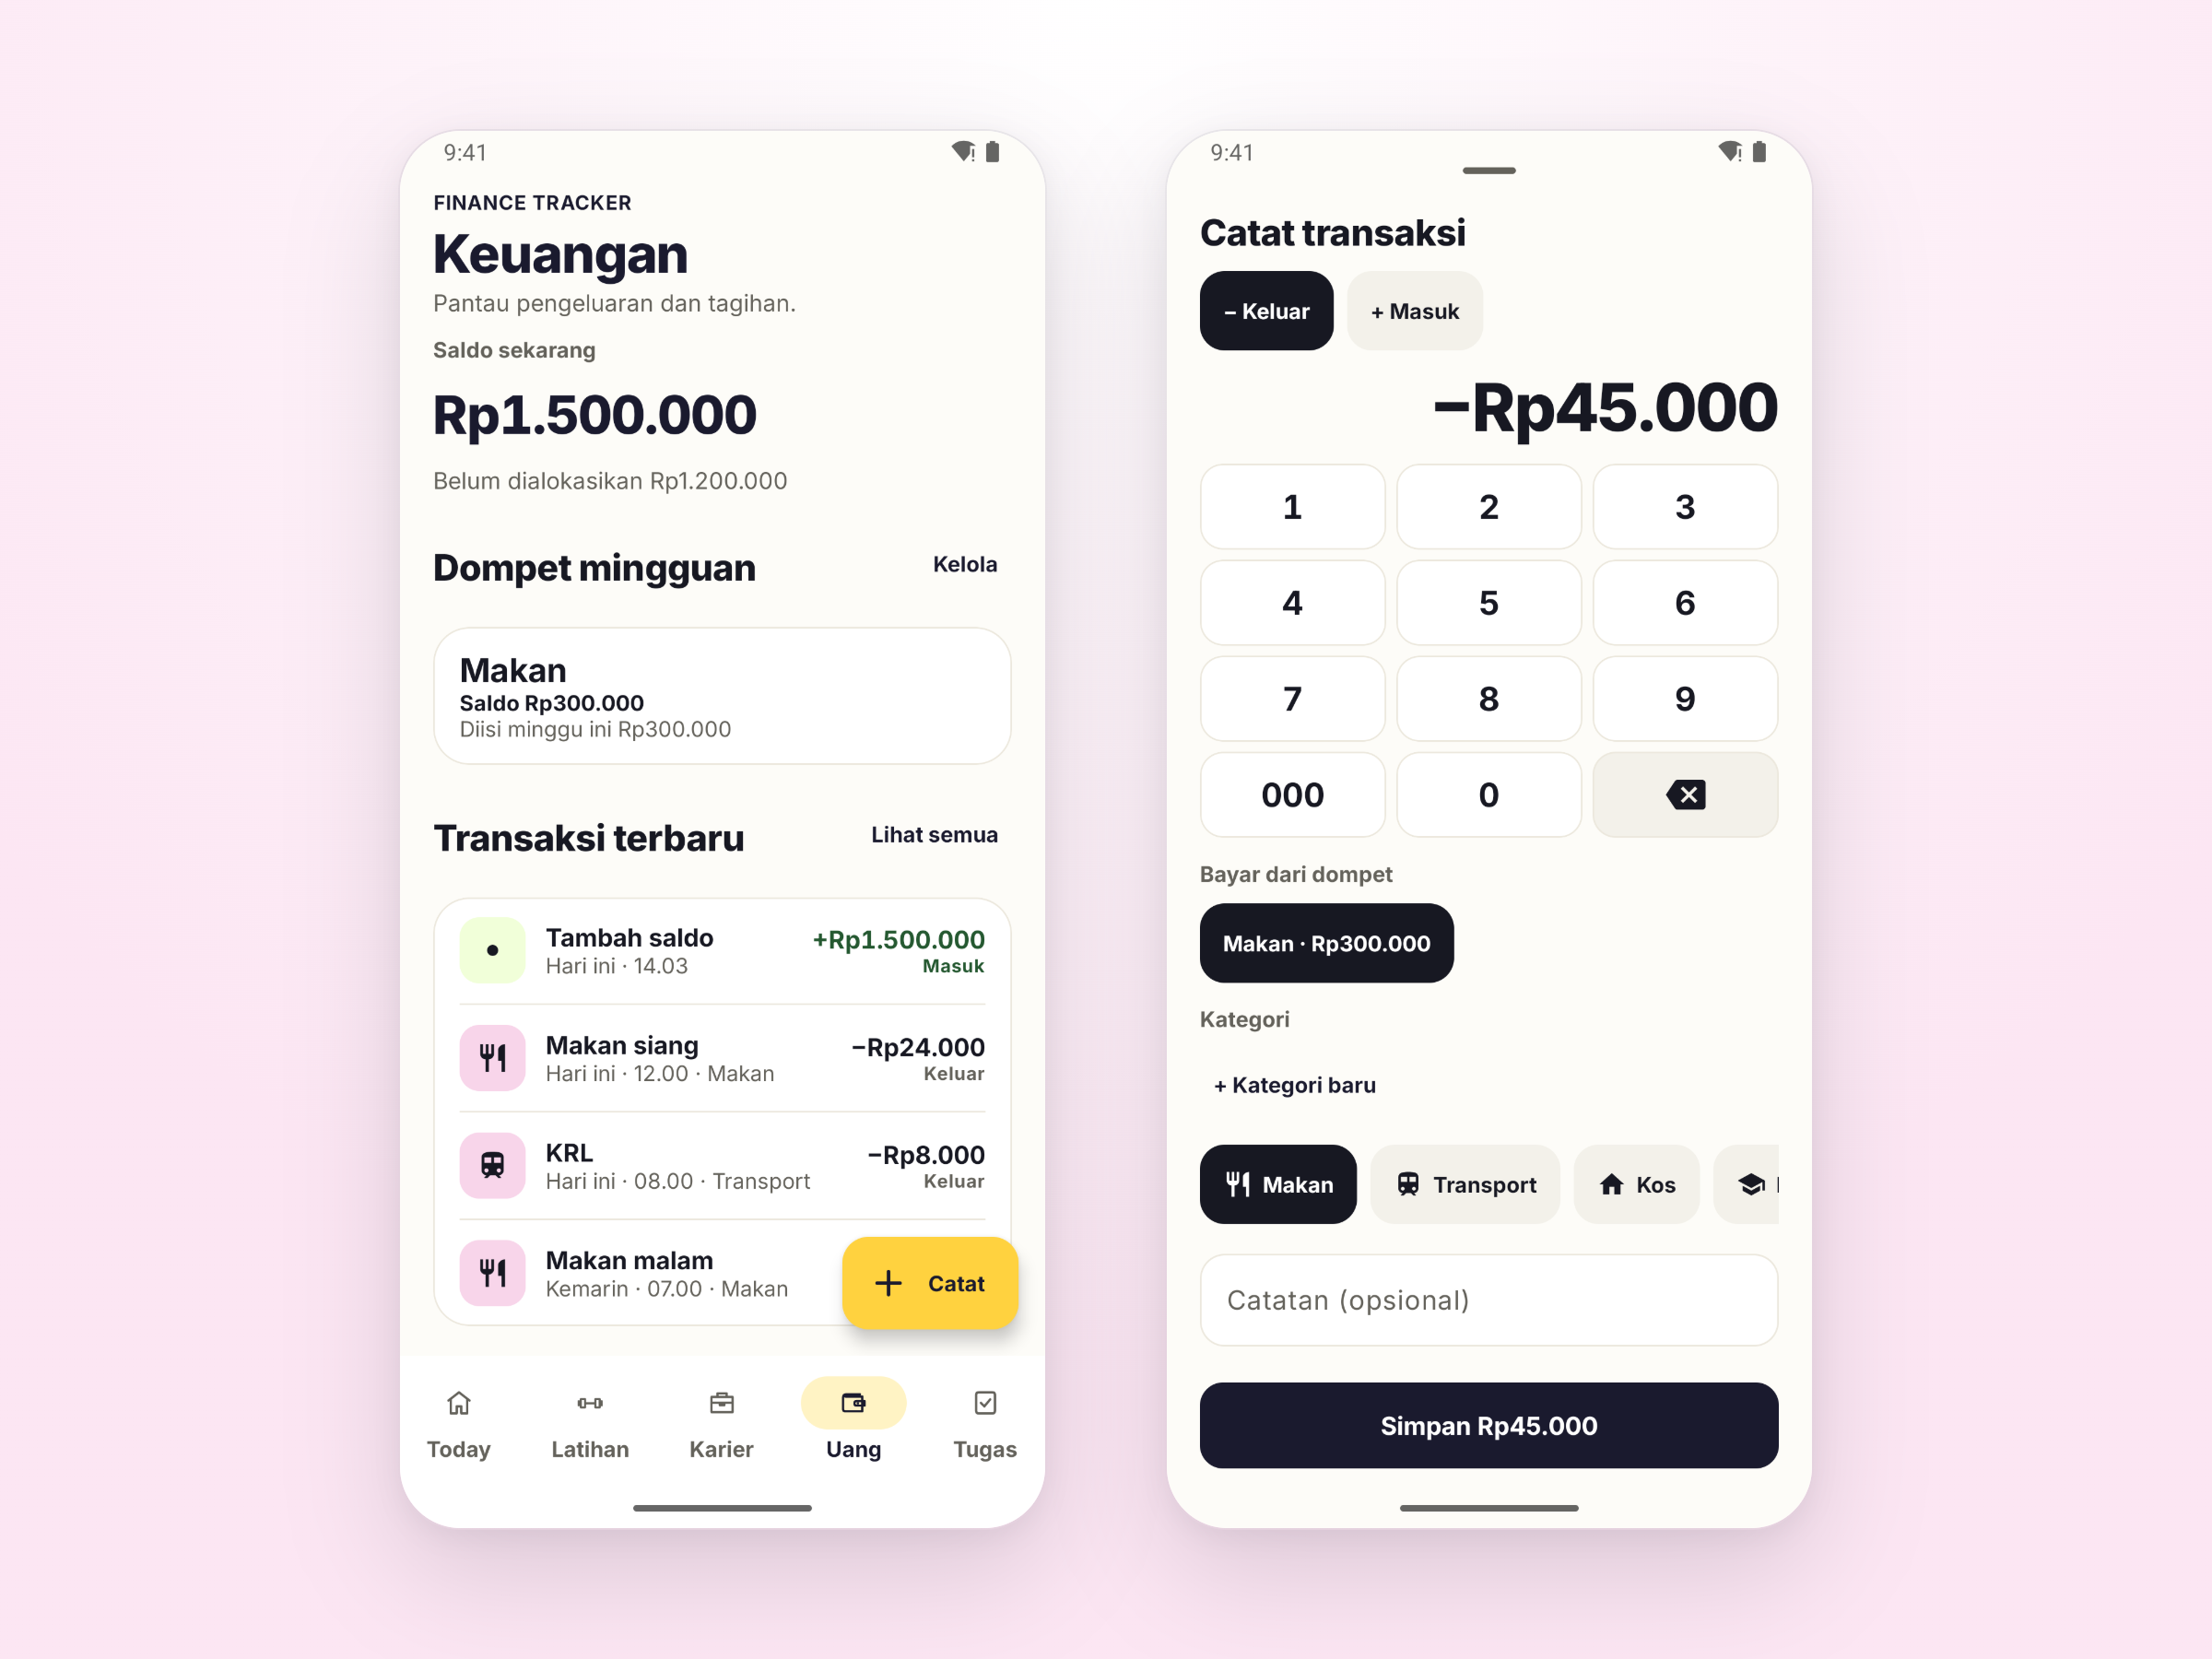 9:41
FINANCE TRACKER
Keuangan
Pantau pengeluaran dan tagihan.
Saldo sekarang
Rp1.500.000
Belum dialokasikan Rp1.200.000
Dompet mingguan
Kelola
Makan
Saldo Rp300.000
Diisi minggu ini Rp300.000
Transaksi terbaru
Lihat semua
Tambah saldo
+Rp1.500.000
Hari ini · 14.03
Masuk
Makan siang
−Rp24.000
Hari ini · 12.00 · Makan
Keluar
KRL
−Rp8.000
Hari ini · 08.00 · Transport
Keluar
Makan malam
Kemarin · 07.00 · Makan
+ Catat
Today
Latihan
Karier
Uang
Tugas
9:41
Catat transaksi
− Keluar
+ Masuk
−Rp45.000
1 2 3
4 5 6
7 8 9
000 0
Bayar dari dompet
Makan · Rp300.000
Kategori
+ Kategori baru
Makan
Transport
Kos
Catatan (opsional)
Simpan Rp45.000